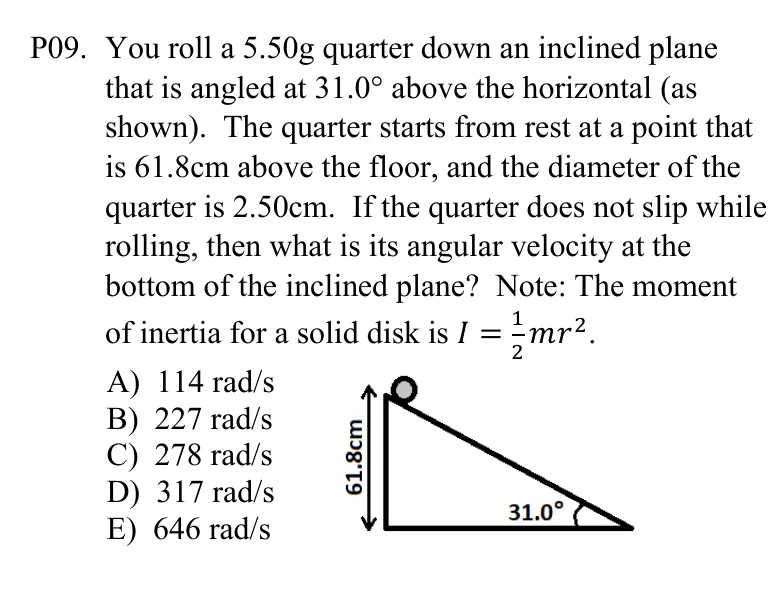 P09. You roll a 5.50g quarter down an inclined plane
that is angled at 31.0° above the horizontal (as
shown). The quarter starts from rest at a point that
is 61.8cm above the floor, and the diameter of the
quarter is 2.50cm. If the quarter does not slip while
rolling, then what is its angular velocity at the
bottom of the inclined plane? Note: The moment
of inertia for a solid disk is I = 1/2 mr².
A) 114 rad/s
B) 227 rad/s
C) 278 rad/s
D) 317 rad/s
E) 646 rad/s
61.8cm
31.0°